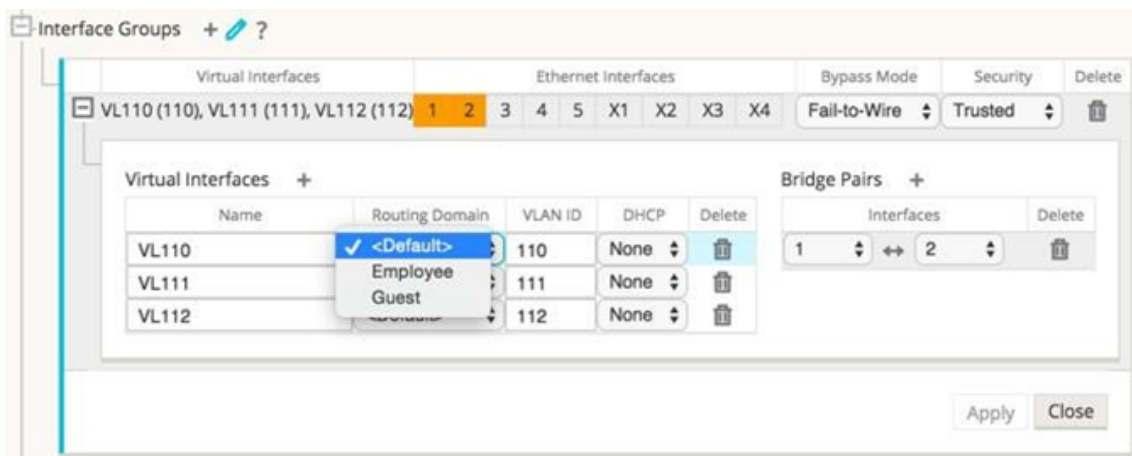 Interface Groups + ?
Virtual Interfaces Ethernet Interfaces Bypass Mode Security Delete
VL110 (110), VL111 (111), VL112 (112) 1 2 3 4 5 X1 X2 X3 X4 Fail-to-Wire Trusted
Virtual Interfaces + Bridge Pairs +
Name Routing Domain VLAN ID DHCP Delete Interfaces Delete
VL110 <Default> 110 None 1 2
Employee
VL111 111 None
Guest
VL112 112 None
Apply Close